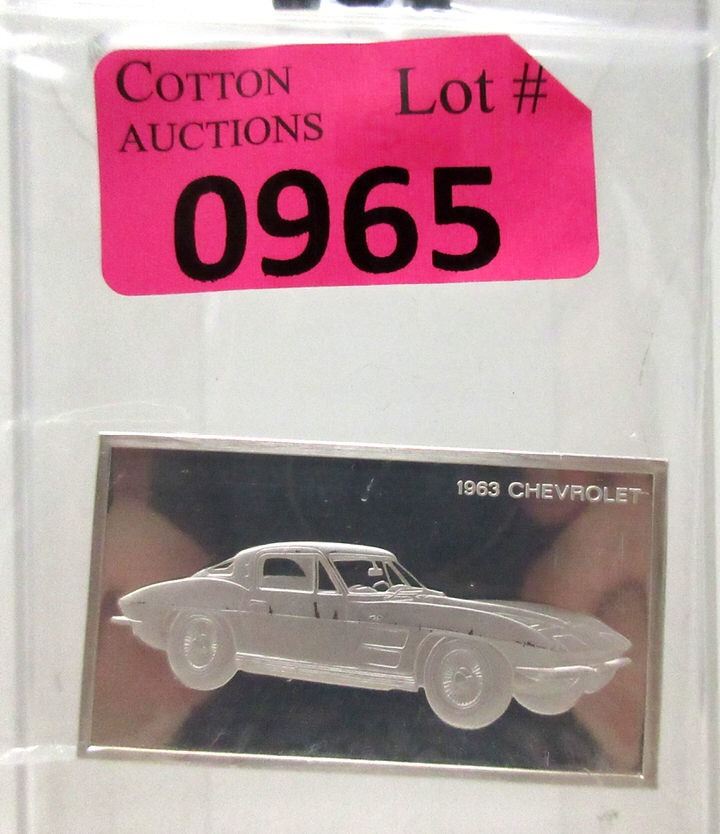 COTTON
AUCTIONS
Lot #
0965
1963 CHEVROLET